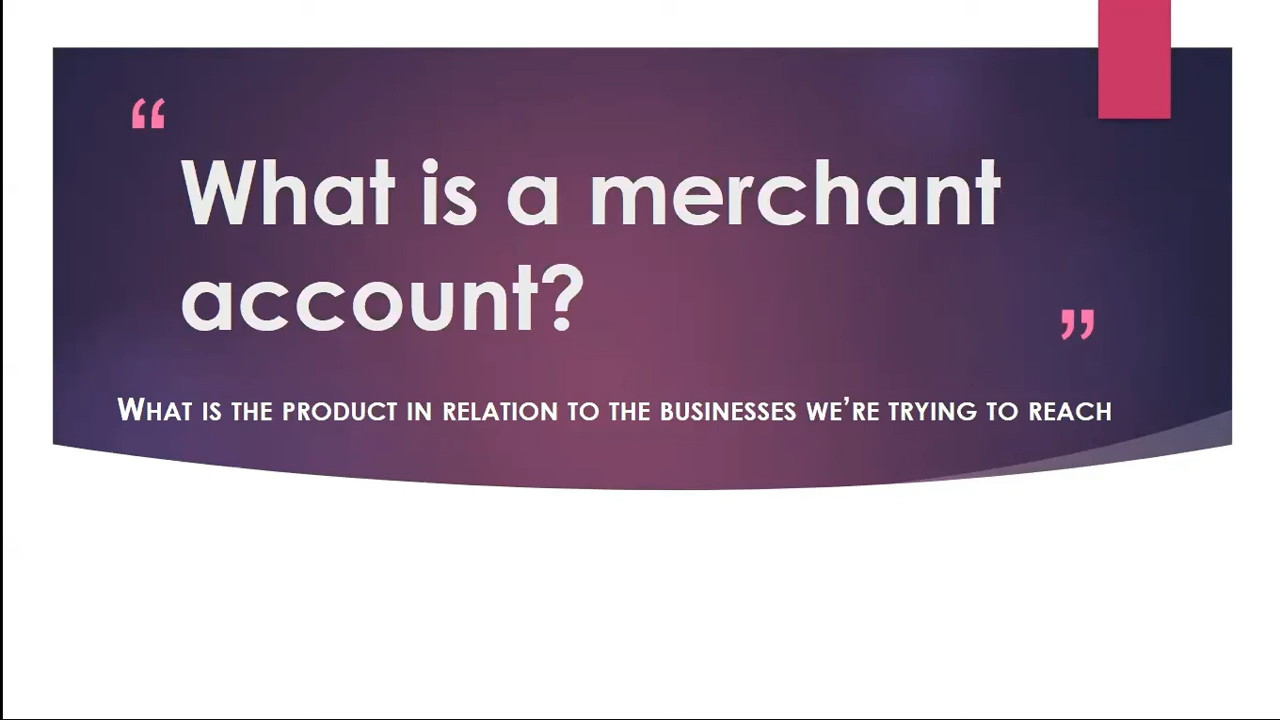 “
What is a merchant
account?
”
What is the product in relation to the businesses we’re trying to reach